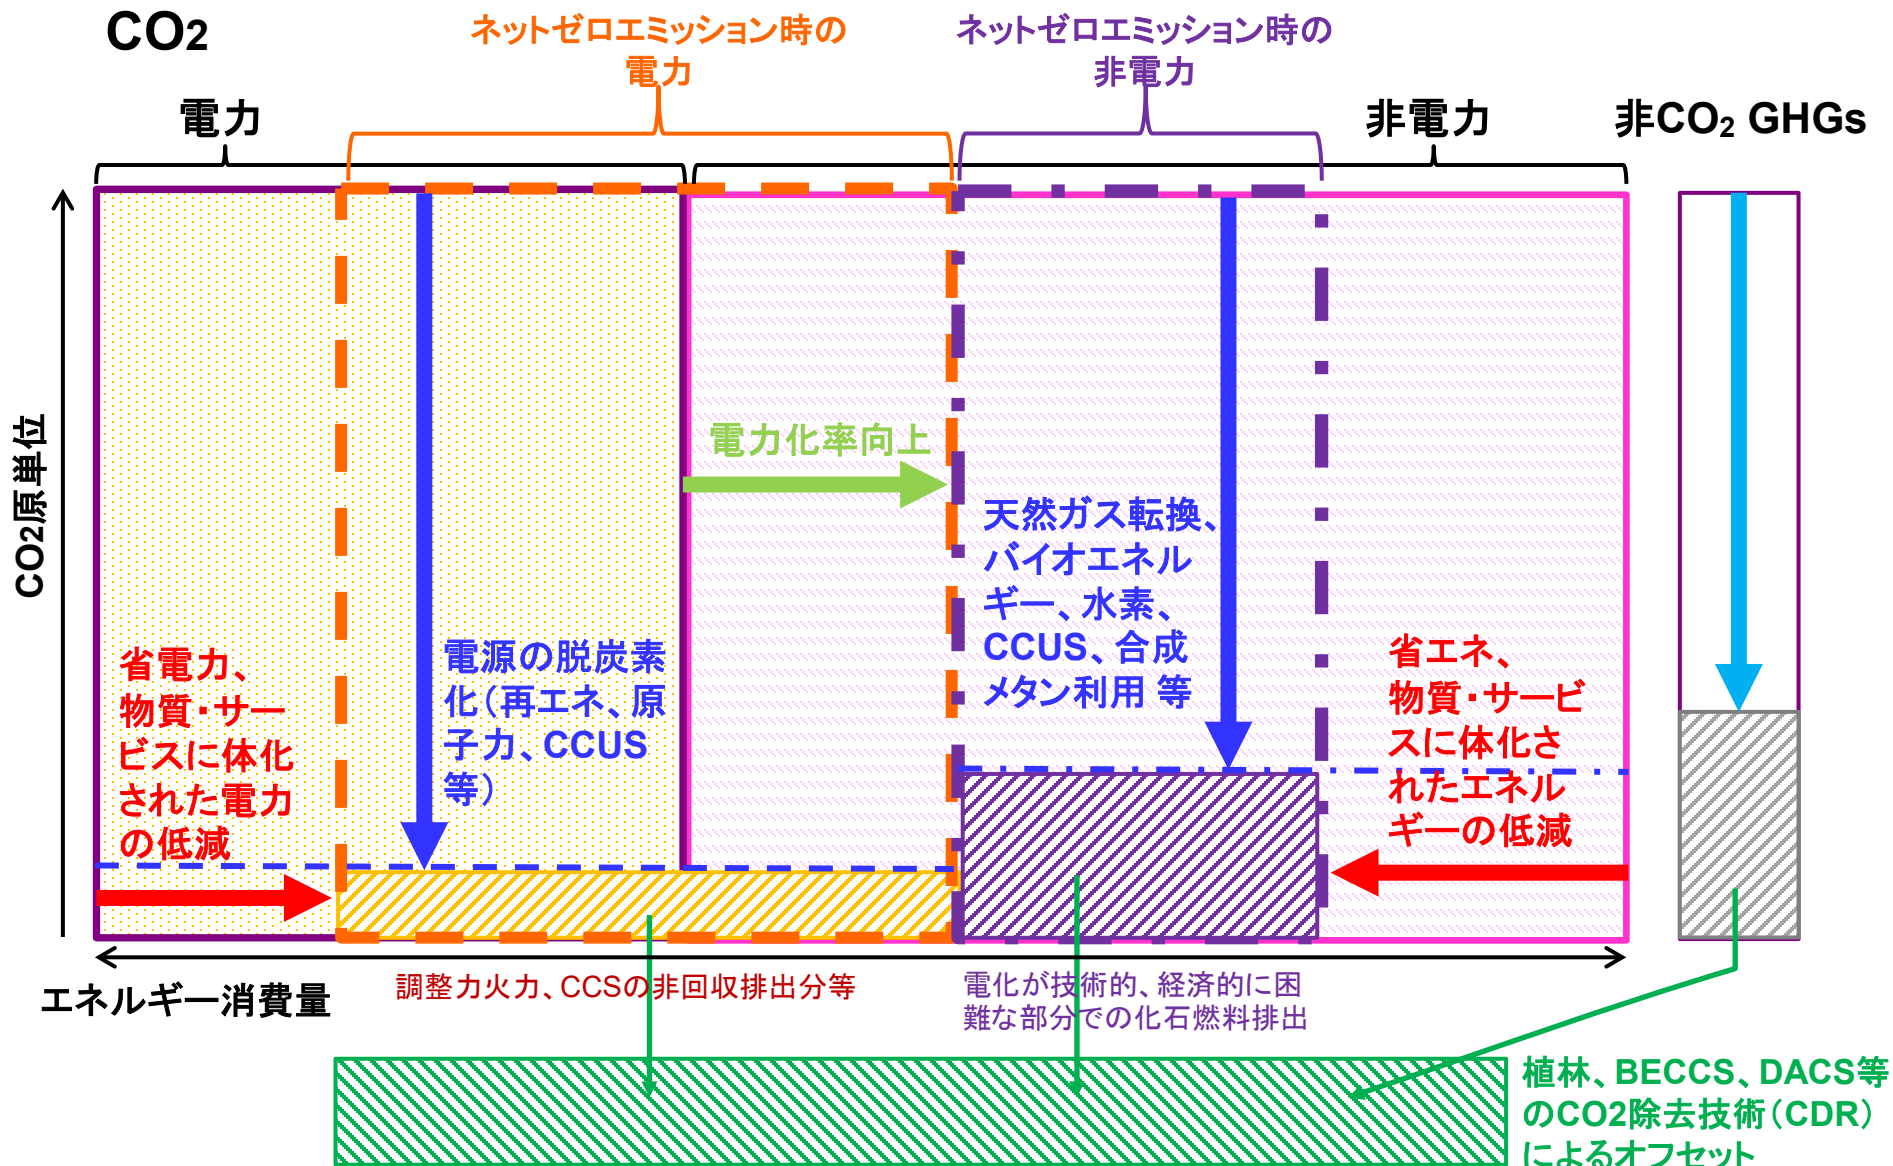 CO2
ネットゼロエミッション時の
電力
ネットゼロエミッション時の
非電力
電力
非電力
非CO2 GHGs
CO2原単位
電力化率向上
天然ガス転換、
バイオエネル
ギー、水素、
CCUS、合成
メタン利用 等
電源の脱炭素
化（再エネ、原
子力、CCUS
等）
省電力、
物質・サー
ビスに体化
された電力
の低減
省エネ、
物質・サービ
スに体化さ
れたエネル
ギーの低減
エネルギー消費量
調整力火力、CCSの非回収排出分等
電化が技術的、経済的に困
難な部分での化石燃料排出
植林、BECCS、DACS等
のCO2除去技術（CDR）
によるオフセット